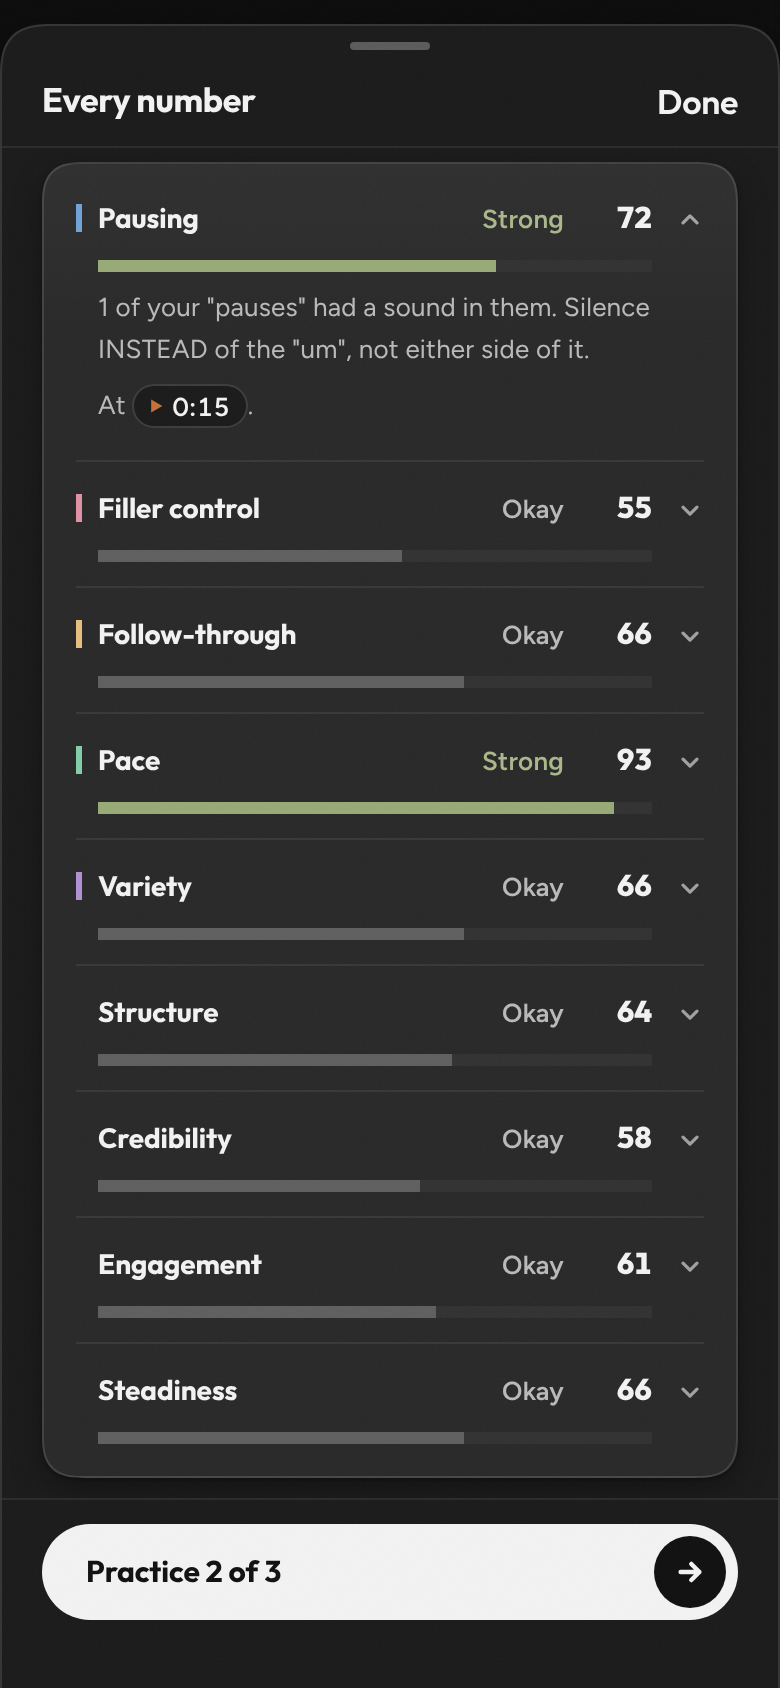 Every number
Done
Pausing Strong 72
1 of your "pauses" had a sound in them. Silence
INSTEAD of the "um", not either side of it.
At 0:15.
Filler control Okay 55
Follow-through Okay 66
Pace Strong 93
Variety Okay 66
Structure Okay 64
Credibility Okay 58
Engagement Okay 61
Steadiness Okay 66
Practice 2 of 3